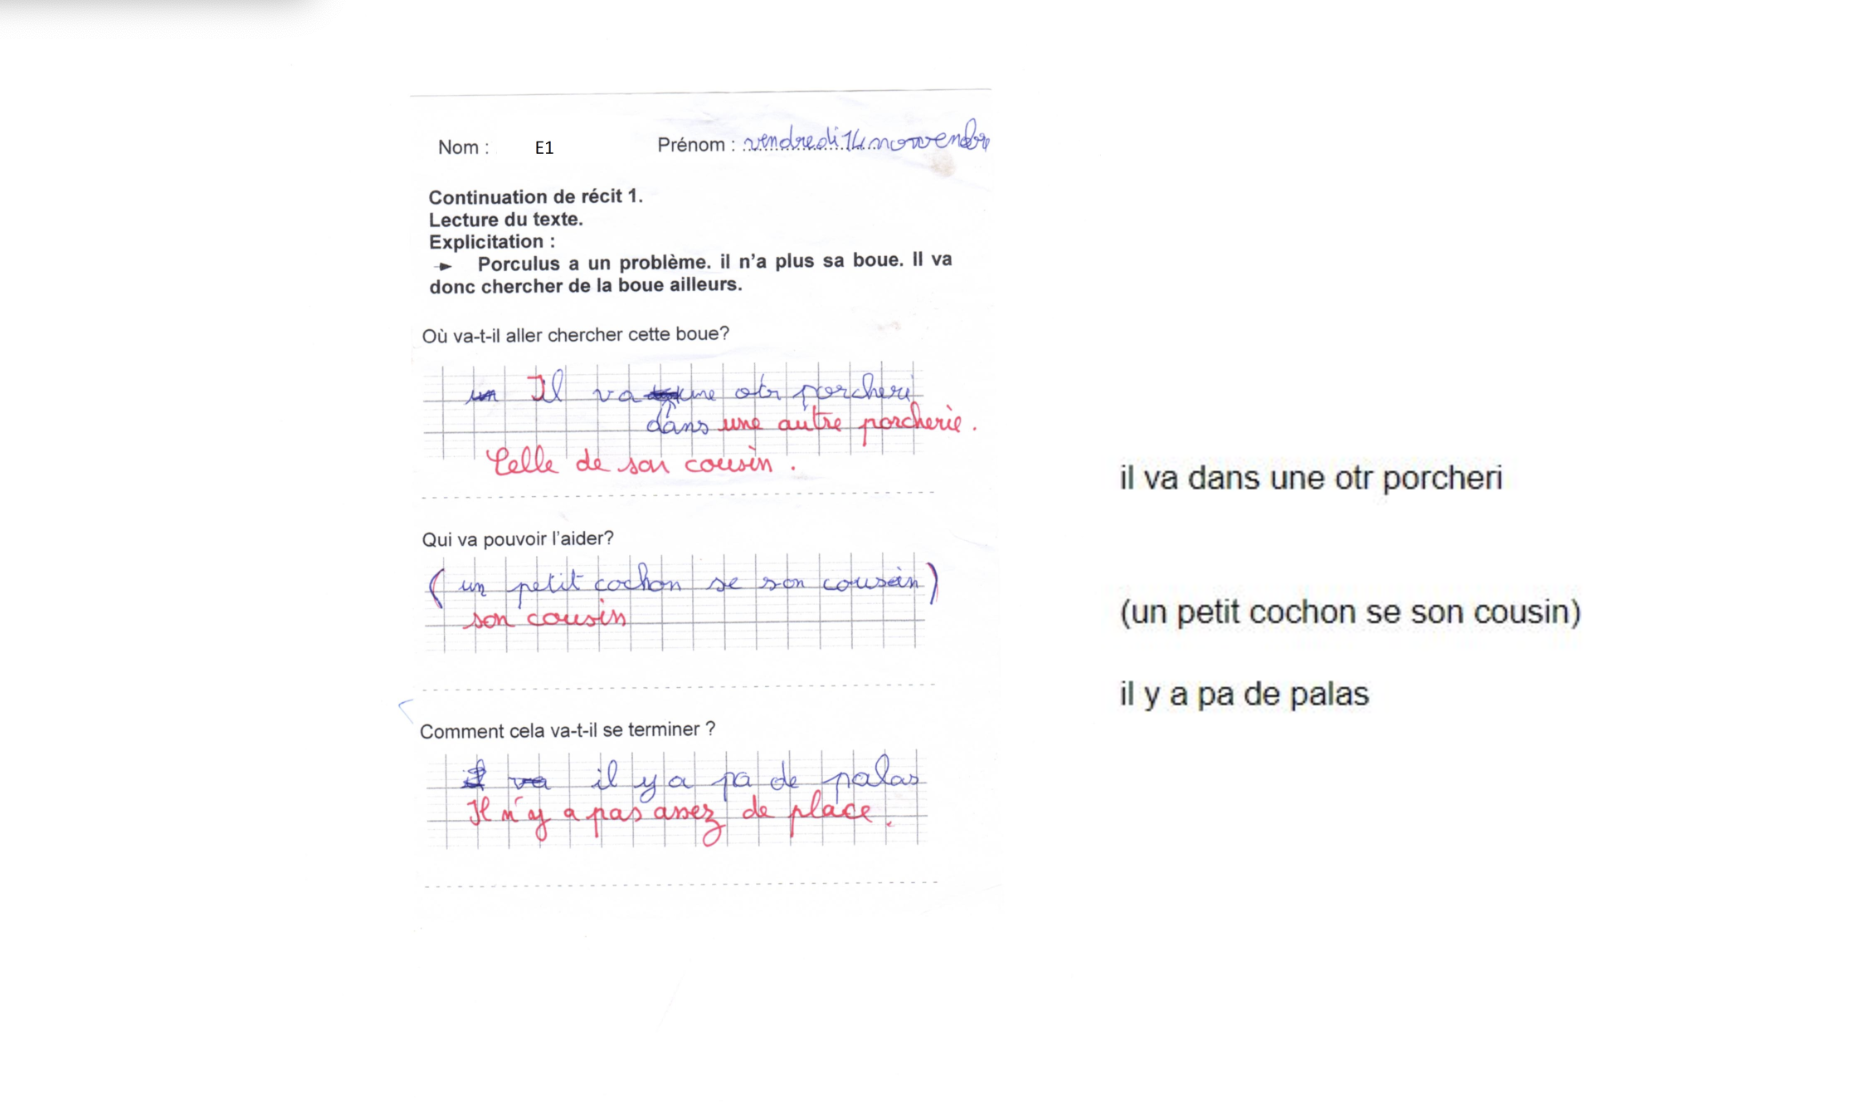 Nom : E1 Prénom : vendredi 14 novembr
Continuation de récit 1.
Lecture du texte.
Explicitation :
➛ Porculus a un problème. il n'a plus sa boue. Il va
donc chercher de la boue ailleurs.
Où va-t-il aller chercher cette boue?
un Il va une otr porcheri
dans une autre porcherie.
Celle de son cousin.
Qui va pouvoir l'aider?
(un petit cochon se son cousin)
son cousin
Comment cela va-t-il se terminer ?
il va il y a pa de palas
Il n'y a pas assez de place.
il va dans une otr porcheri
(un petit cochon se son cousin)
il y a pa de palas